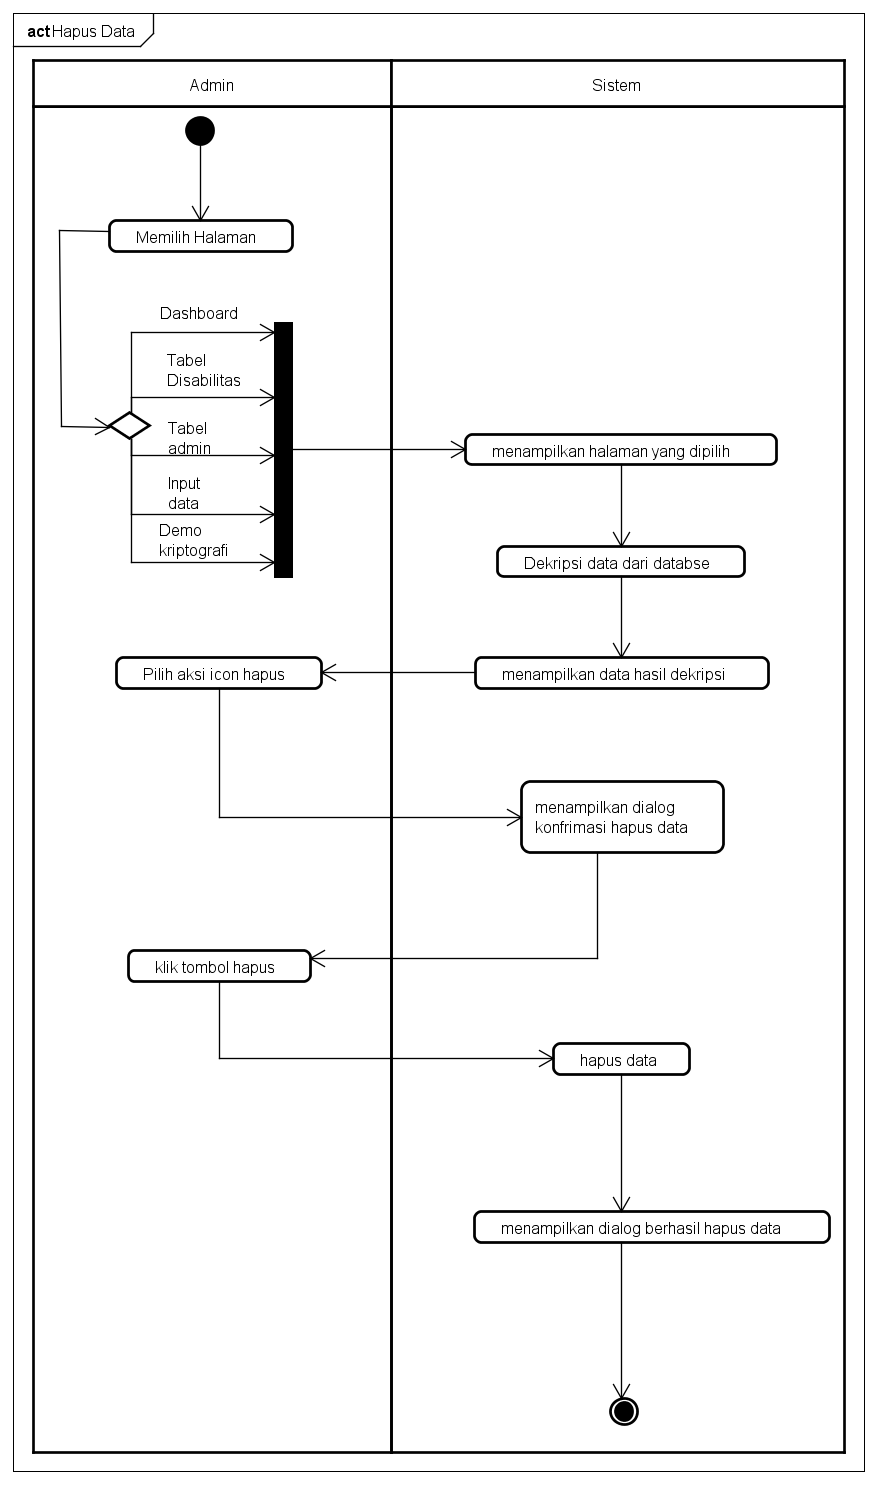 act Hapus Data
Admin
Sistem
Memilih Halaman
Dashboard
Tabel
Disabilitas
Tabel
admin
menampilkan halaman yang dipilih
Input
data
Demo
kriptografi
Dekripsi data dari databse
Pilih aksi icon hapus
menampilkan data hasil dekripsi
menampilkan dialog
konfrimasi hapus data
klik tombol hapus
hapus data
menampilkan dialog berhasil hapus data